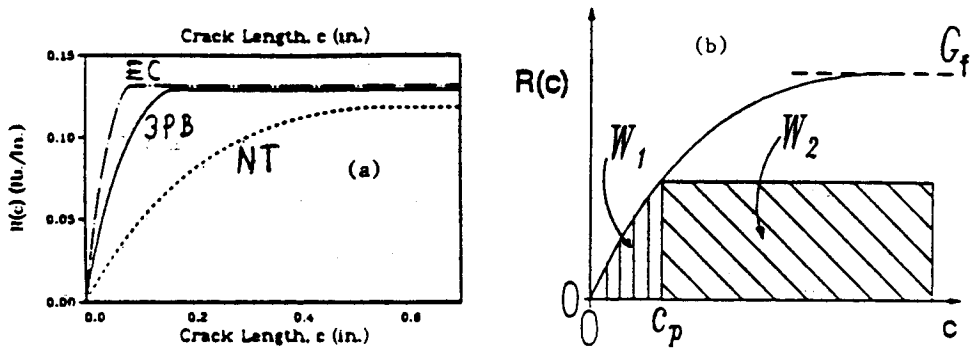 Crack Length, c (in.)
0.15
0.10
0.05
0.00
R(c) (lb./in.)
EC
3PB
NT
(a)
0.0 0.2 0.4 0.6
Crack Length, c (in.)
(b)
R(c)
G_f
W_1
W_2
0
0
C_p
c